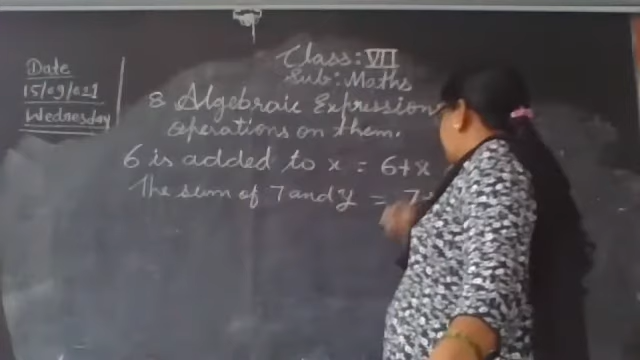 Date
15/09/021
Wednesday
Class: VII
Sub: Maths
8 Algebraic Expression
operations on them.
6 is added to x = 6+x
The sum of 7 and y = 7+